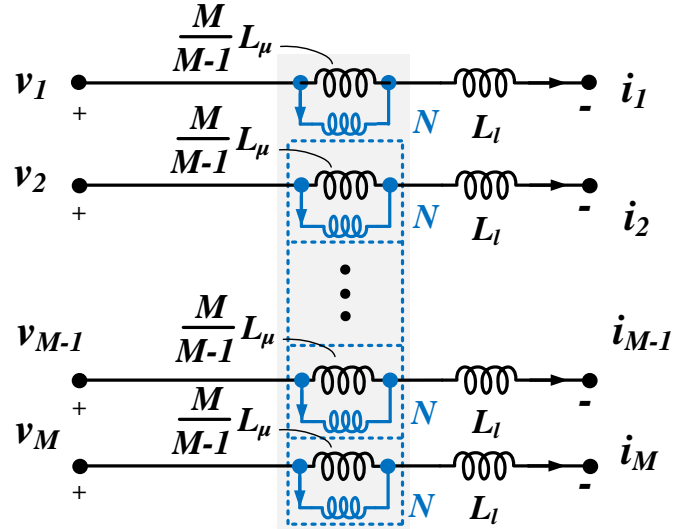 M/M-1 Lμ
v1 + N Ll - i1
M/M-1 Lμ
v2 + N Ll - i2
M/M-1 Lμ
vM-1 + N Ll - iM-1
M/M-1 Lμ
vM + N Ll - iM